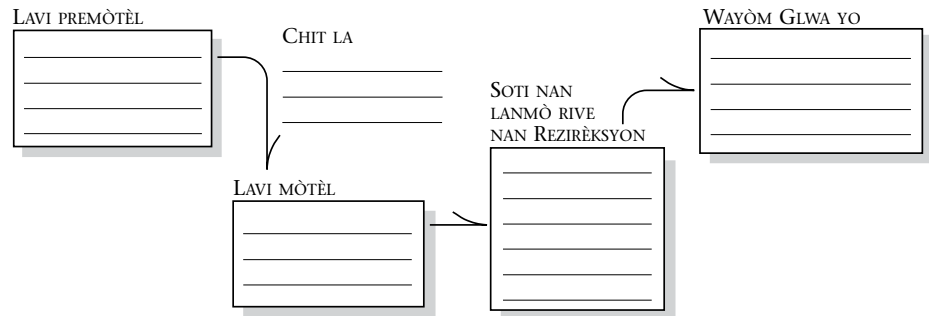 Lavi premòtèl
Chit la
Lavi mòtèl
Soti nan
lanmò rive
nan Rezirèksyon
Wayòm Glwa yo